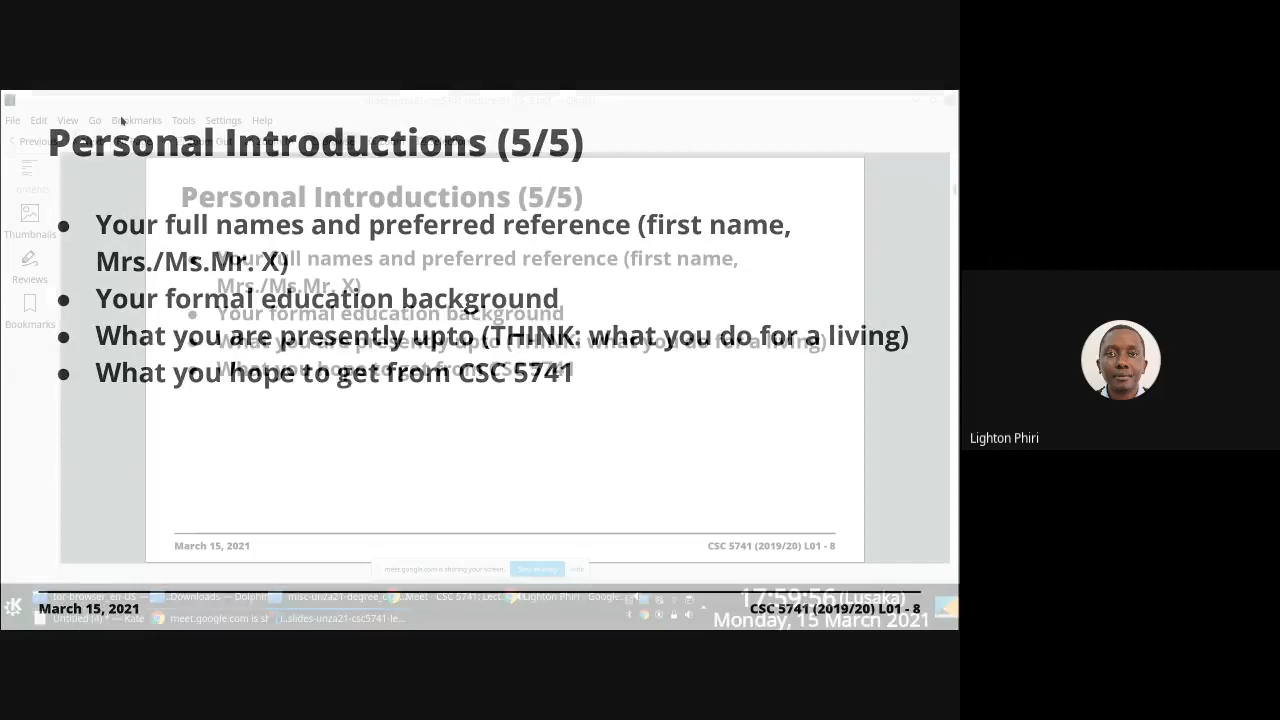 File Edit View Go Bookmarks Tools Settings Help
Personal Introductions (5/5)
Personal Introductions (5/5)
Thumbnails
Reviews
Bookmarks
● Your full names and preferred reference (first name,
Mrs./Ms.Mr. X)
● Your formal education background
● What you are presently upto (THINK: what you do for a living)
● What you hope to get from CSC 5741
● Your full names and preferred reference (first name,
Mrs./Ms.Mr. X)
● Your formal education background
● What you are presently upto (THINK: what you do for a living)
● What you hope to get from CSC 5741
March 15, 2021 CSC 5741 (2019/20) L01 - 8
meet.google.com is sharing your screen. Stop sharing Hide
March 15, 2021 CSC 5741 (2019/20) L01 - 8
17:59:56 (Lusaka)
Untitled (4) * — Kate meet.google.com is sh
Monday, 15 March 2021
Lighton Phiri